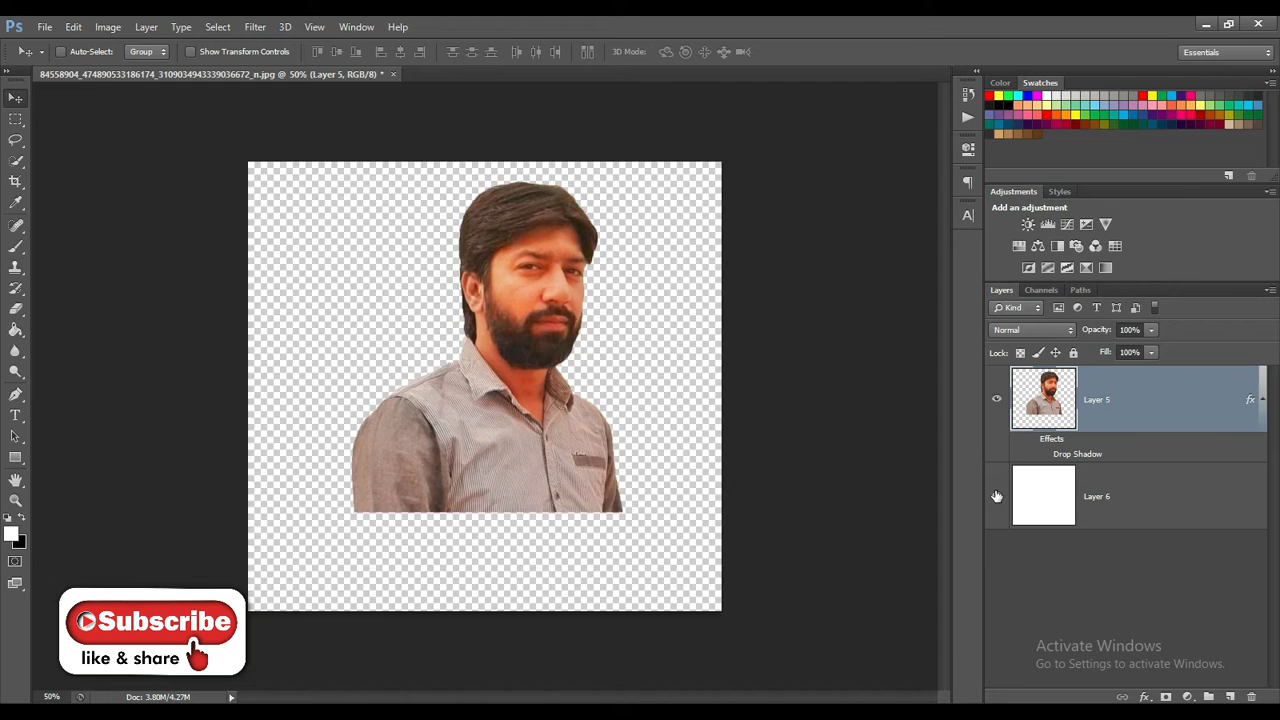 Ps File Edit Image Layer Type Select Filter 3D View Window Help
Auto-Select: Group Show Transform Controls 3D Mode: Essentials
84558904_474890533186174_3109034943339036672_n.jpg @ 50% (Layer 5, RGB/8) *
Color Swatches
Adjustments Styles
Add an adjustment
Layers Channels Paths
Kind
Normal Opacity: 100%
Lock: Fill: 100%
Layer 5 fx
Effects
Drop Shadow
Layer 6
Subscribe
like & share
Activate Windows
Go to Settings to activate Windows.
50% Doc: 3.80M/4.27M